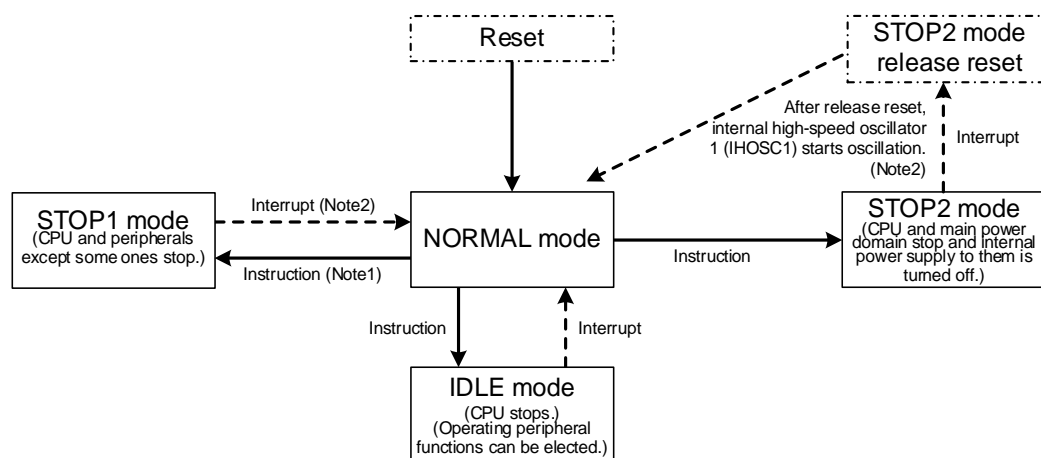 Reset
STOP2 mode
release reset
After release reset,
internal high-speed oscillator
1 (IHOSC1) starts oscillation.
(Note2)
Interrupt
STOP1 mode
(CPU and peripherals
except some ones stop.)
Interrupt (Note2)
Instruction (Note1)
NORMAL mode
Instruction
STOP2 mode
(CPU and main power
domain stop and Internal
power supply to them is
turned off.)
Instruction
Interrupt
IDLE mode
(CPU stops.)
(Operating peripheral
functions can be elected.)